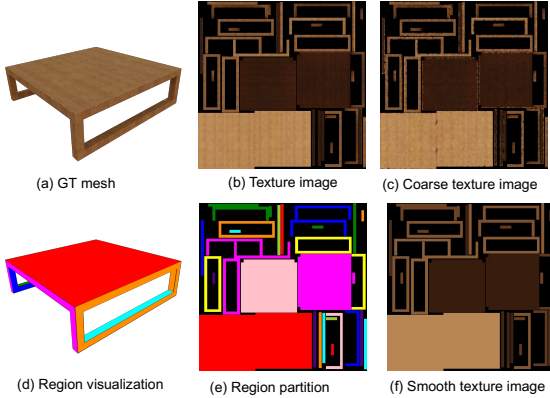 (a) GT mesh
(b) Texture image
(c) Coarse texture image
(d) Region visualization
(e) Region partition
(f) Smooth texture image